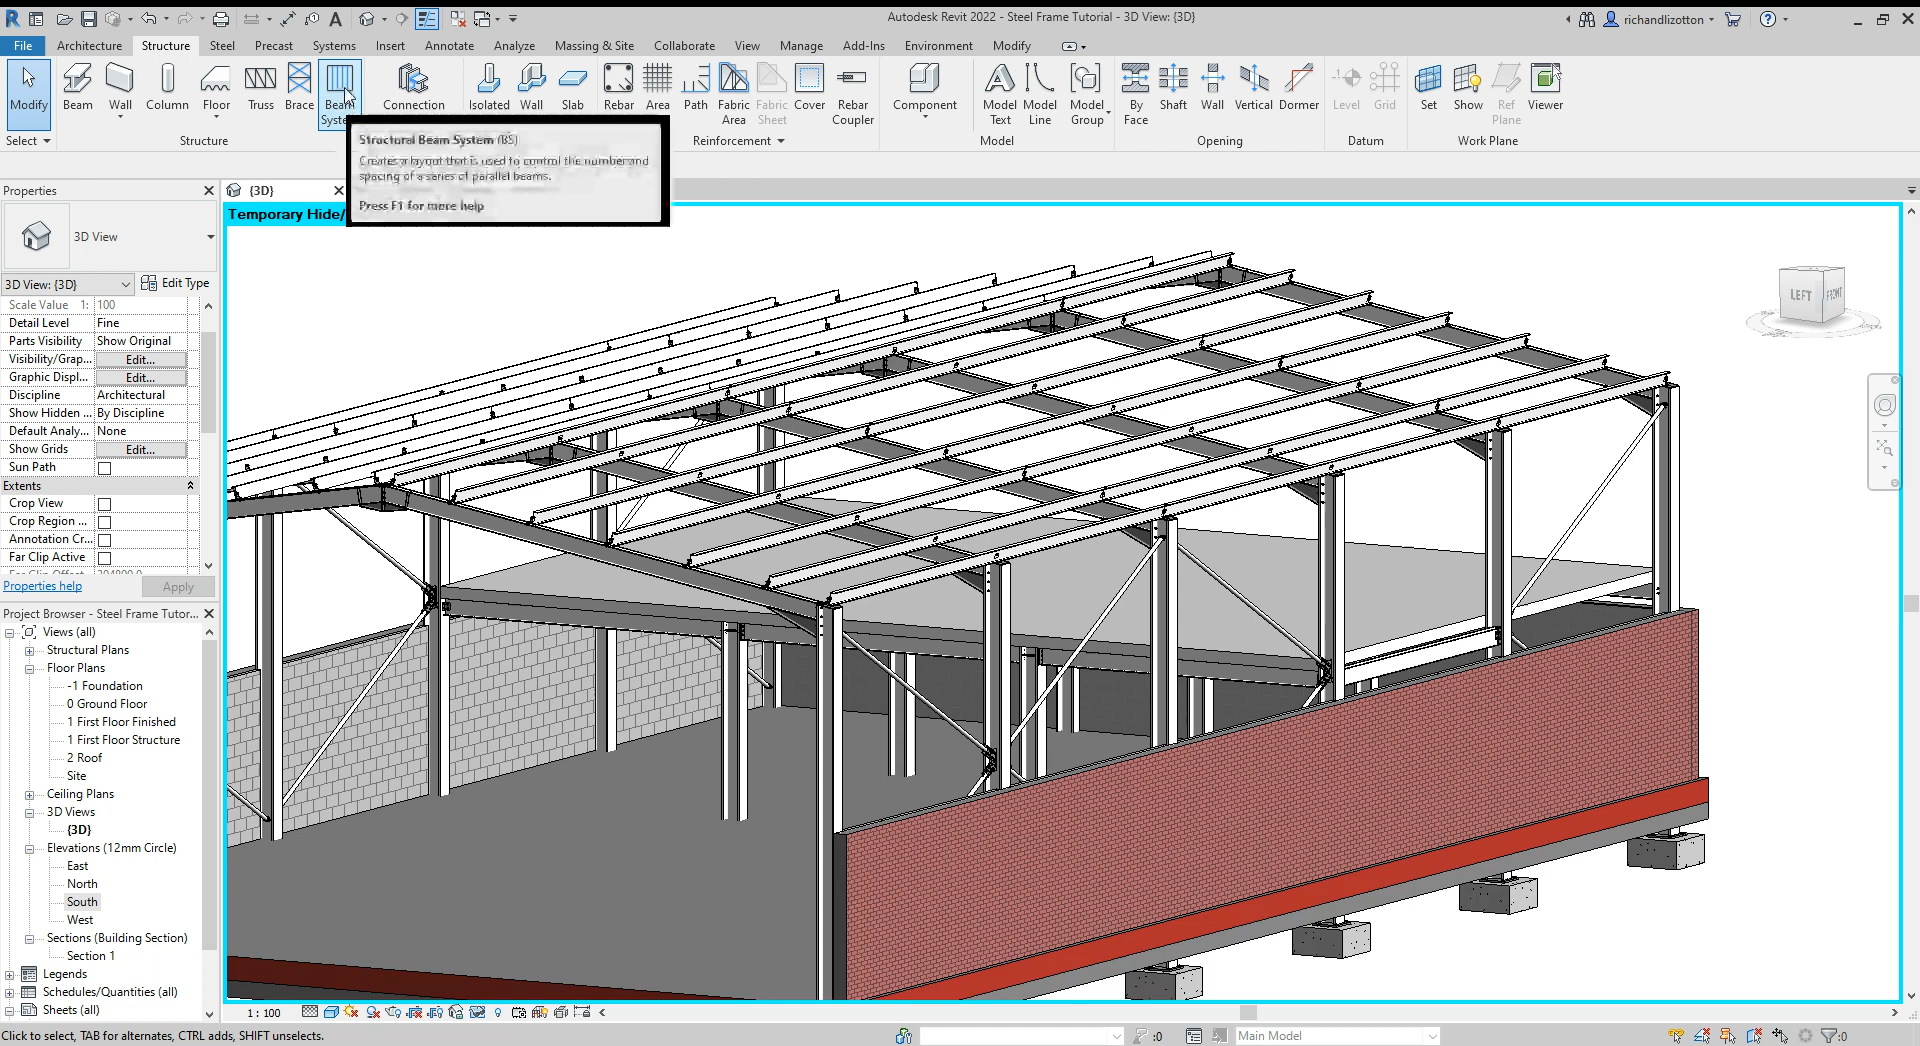 Autodesk Revit 2022 - Steel Frame Tutorial - 3D View: {3D}
richandlizotton
File Architecture Structure Steel Precast Systems Insert Annotate Analyze Massing & Site Collaborate View Manage Add-Ins Environment Modify
Modify Beam Wall Column Floor Truss Brace Beam System Connection Isolated Wall Slab Rebar Area Path Fabric Area Fabric Sheet Cover Rebar Coupler Component Model Text Model Line Model Group By Face Shaft Wall Vertical Dormer Level Grid Set Show Ref Plane Viewer
Select Structure Reinforcement Model Opening Datum Work Plane
Structural Beam System (BS)
Creates a layout that is used to control the number and
spacing of a series of parallel beams.
Press F1 for more help
Properties
{3D}
Temporary Hide/
3D View
3D View: {3D} Edit Type
Scale Value 1: 100
Detail Level Fine
Parts Visibility Show Original
Visibility/Grap... Edit...
Graphic Displ... Edit...
Discipline Architectural
Show Hidden ... By Discipline
Default Analy... None
Show Grids Edit...
Sun Path
Extents
Crop View
Crop Region ...
Annotation Cr...
Far Clip Active
Far Clip Offset 304800.0
Properties help Apply
LEFT FRONT
Project Browser - Steel Frame Tutor...
Views (all)
Structural Plans
Floor Plans
-1 Foundation
0 Ground Floor
1 First Floor Finished
1 First Floor Structure
2 Roof
Site
Ceiling Plans
3D Views
{3D}
Elevations (12mm Circle)
East
North
South
West
Sections (Building Section)
Section 1
Legends
Schedules/Quantities (all)
Sheets (all)
1 : 100
Click to select, TAB for alternates, CTRL adds, SHIFT unselects.
:0
Main Model
:0